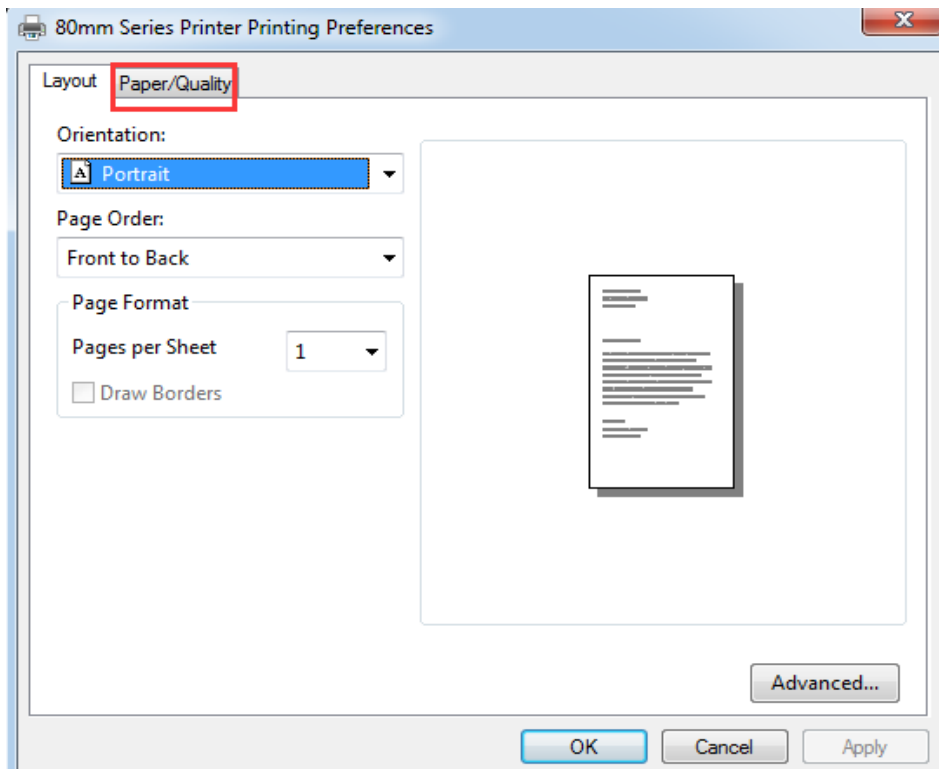 80mm Series Printer Printing Preferences
Layout Paper/Quality
Orientation:
A Portrait
Page Order:
Front to Back
Page Format
Pages per Sheet 1
Draw Borders
Advanced...
OK Cancel Apply